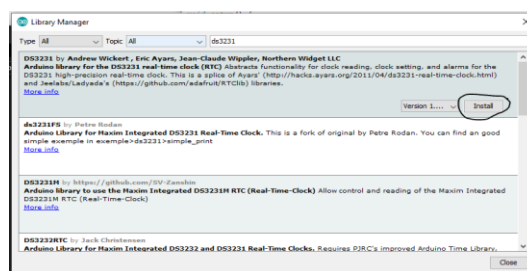 Library Manager
Type All Topic All ds3231
DS3231 by Andrew Wickert , Eric Ayars, Jean-Claude Wippler, Northern Widget LLC
Arduino library for the DS3231 real-time clock (RTC) Abstracts functionality for clock reading, clock setting, and alarms for the
DS3231 high-precision real-time clock. This is a splice of Ayars' (http://hacks.ayars.org/2011/04/ds3231-real-time-clock.html)
and Jeelabs/Ladyada's (https://github.com/adafruit/RTClib) libraries.
More info
Version 1.... Install
ds3231FS by Petre Rodan
Arduino Library for Maxim Integrated DS3231 Real-Time Clock. This is a fork of original by Petre Rodan. You can find an good
simple exemple in exemple>ds3231>simple_print
More info
DS3231M by https://github.com/SV-Zanshin
Arduino library to use the Maxim Integrated DS3231M RTC (Real-Time-Clock) Allow control and reading of the Maxim Integrated
DS3231M RTC (Real-Time-Clock)
More info
DS3232RTC by Jack Christensen
Arduino Library for Maxim Integrated DS3232 and DS3231 Real-Time Clocks. Requires PJRC's improved Arduino Time Library.
Close